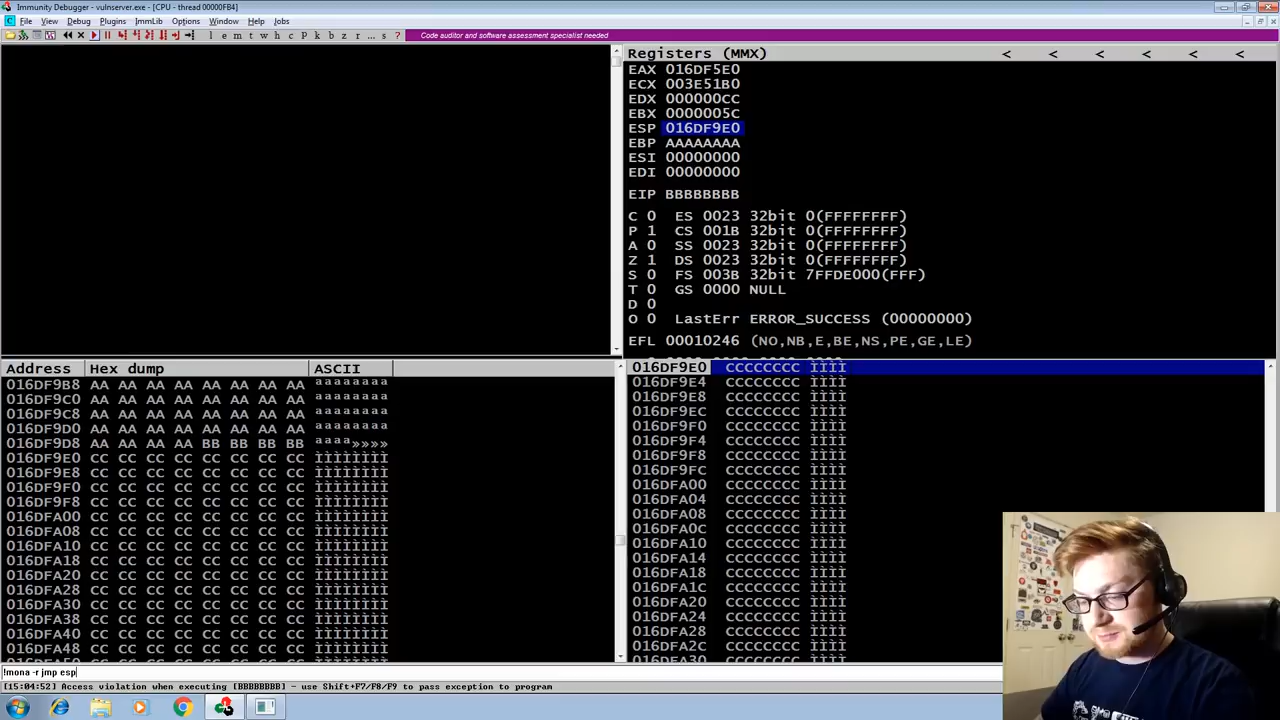 Immunity Debugger - vulnserver.exe - [CPU - thread 00000FB4]
File View Debug Plugins ImmLib Options Window Help Jobs
l e m t w h c P k b z r ... s ? Code auditor and software assessment specialist needed
Registers (MMX) < < < < < <
EAX 016DF5E0
ECX 003E51B0
EDX 000000CC
EBX 0000005C
ESP 016DF9E0
EBP AAAAAAAA
ESI 00000000
EDI 00000000
EIP BBBBBBBB
C 0 ES 0023 32bit 0(FFFFFFFF)
P 1 CS 001B 32bit 0(FFFFFFFF)
A 0 SS 0023 32bit 0(FFFFFFFF)
Z 1 DS 0023 32bit 0(FFFFFFFF)
S 0 FS 003B 32bit 7FFDE000(FFF)
T 0 GS 0000 NULL
D 0
O 0 LastErr ERROR_SUCCESS (00000000)
EFL 00010246 (NO,NB,E,BE,NS,PE,GE,LE)
Address Hex dump ASCII
016DF9B8 AA AA AA AA AA AA AA AA ªªªªªªªª
016DF9C0 AA AA AA AA AA AA AA AA ªªªªªªªª
016DF9C8 AA AA AA AA AA AA AA AA ªªªªªªªª
016DF9D0 AA AA AA AA AA AA AA AA ªªªªªªªª
016DF9D8 AA AA AA AA BB BB BB BB ªªªª»»»»
016DF9E0 CC CC CC CC CC CC CC CC ÌÌÌÌÌÌÌÌ
016DF9E8 CC CC CC CC CC CC CC CC ÌÌÌÌÌÌÌÌ
016DF9F0 CC CC CC CC CC CC CC CC ÌÌÌÌÌÌÌÌ
016DF9F8 CC CC CC CC CC CC CC CC ÌÌÌÌÌÌÌÌ
016DFA00 CC CC CC CC CC CC CC CC ÌÌÌÌÌÌÌÌ
016DFA08 CC CC CC CC CC CC CC CC ÌÌÌÌÌÌÌÌ
016DFA10 CC CC CC CC CC CC CC CC ÌÌÌÌÌÌÌÌ
016DFA18 CC CC CC CC CC CC CC CC ÌÌÌÌÌÌÌÌ
016DFA20 CC CC CC CC CC CC CC CC ÌÌÌÌÌÌÌÌ
016DFA28 CC CC CC CC CC CC CC CC ÌÌÌÌÌÌÌÌ
016DFA30 CC CC CC CC CC CC CC CC ÌÌÌÌÌÌÌÌ
016DFA38 CC CC CC CC CC CC CC CC ÌÌÌÌÌÌÌÌ
016DFA40 CC CC CC CC CC CC CC CC ÌÌÌÌÌÌÌÌ
016DFA48 CC CC CC CC CC CC CC CC ÌÌÌÌÌÌÌÌ
016DF9E0 CCCCCCCC ÌÌÌÌ
016DF9E4 CCCCCCCC ÌÌÌÌ
016DF9E8 CCCCCCCC ÌÌÌÌ
016DF9EC CCCCCCCC ÌÌÌÌ
016DF9F0 CCCCCCCC ÌÌÌÌ
016DF9F4 CCCCCCCC ÌÌÌÌ
016DF9F8 CCCCCCCC ÌÌÌÌ
016DF9FC CCCCCCCC ÌÌÌÌ
016DFA00 CCCCCCCC ÌÌÌÌ
016DFA04 CCCCCCCC ÌÌÌÌ
016DFA08 CCCCCCCC ÌÌÌÌ
016DFA0C CCCCCCCC ÌÌÌÌ
016DFA10 CCCCCCCC ÌÌÌÌ
016DFA14 CCCCCCCC ÌÌÌÌ
016DFA18 CCCCCCCC ÌÌÌÌ
016DFA1C CCCCCCCC ÌÌÌÌ
016DFA20 CCCCCCCC ÌÌÌÌ
016DFA24 CCCCCCCC ÌÌÌÌ
016DFA28 CCCCCCCC ÌÌÌÌ
016DFA2C CCCCCCCC ÌÌÌÌ
016DFA30 CCCCCCCC ÌÌÌÌ
!mona -r jmp esp
[15:04:52] Access violation when executing [BBBBBBBB] - use Shift+F7/F8/F9 to pass exception to program